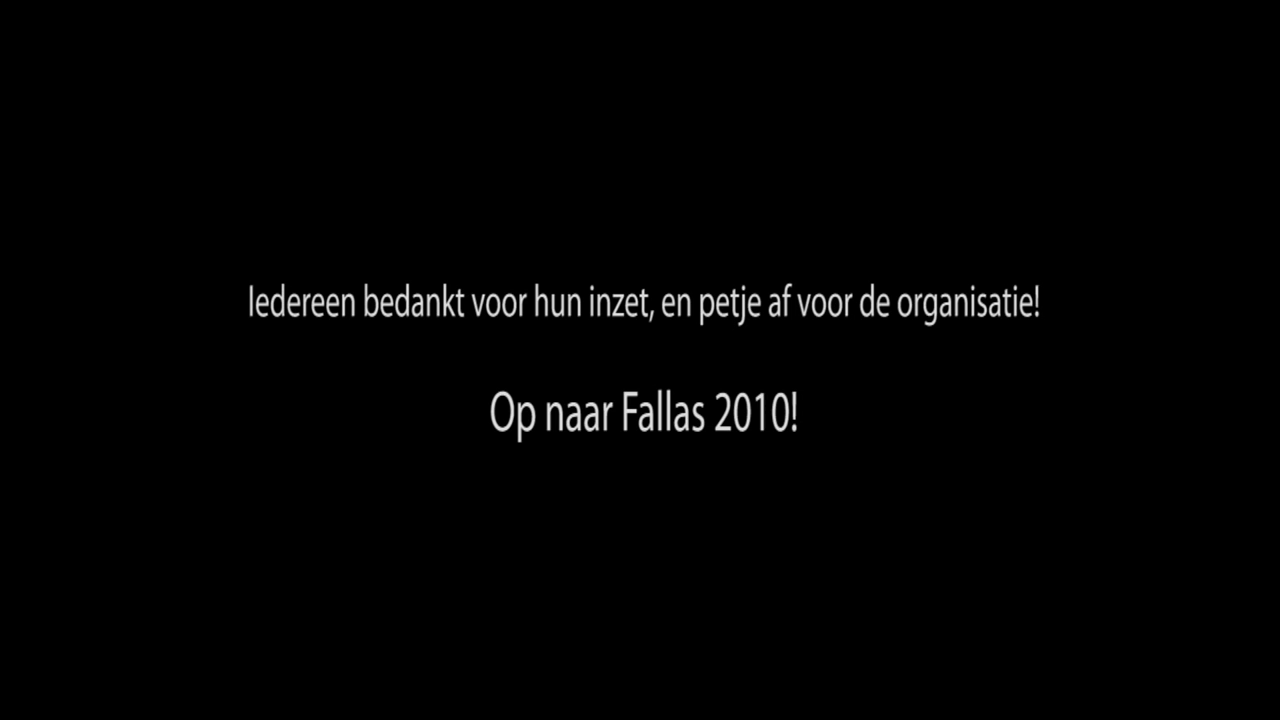 Iedereen bedankt voor hun inzet, en petje af voor de organisatie!
Op naar Fallas 2010!